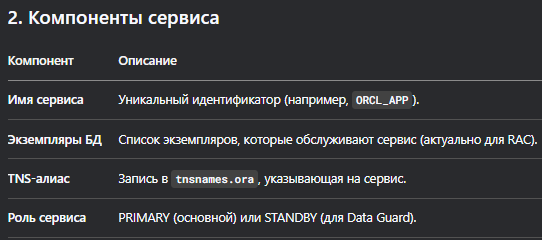 2. Компоненты сервиса
Компонент Описание
Имя сервиса Уникальный идентификатор (например, ORCL_APP).
Экземпляры БД Список экземпляров, которые обслуживают сервис (актуально для RAC).
TNS-алиас Запись в tnsnames.ora, указывающая на сервис.
Роль сервиса PRIMARY (основной) или STANDBY (для Data Guard).